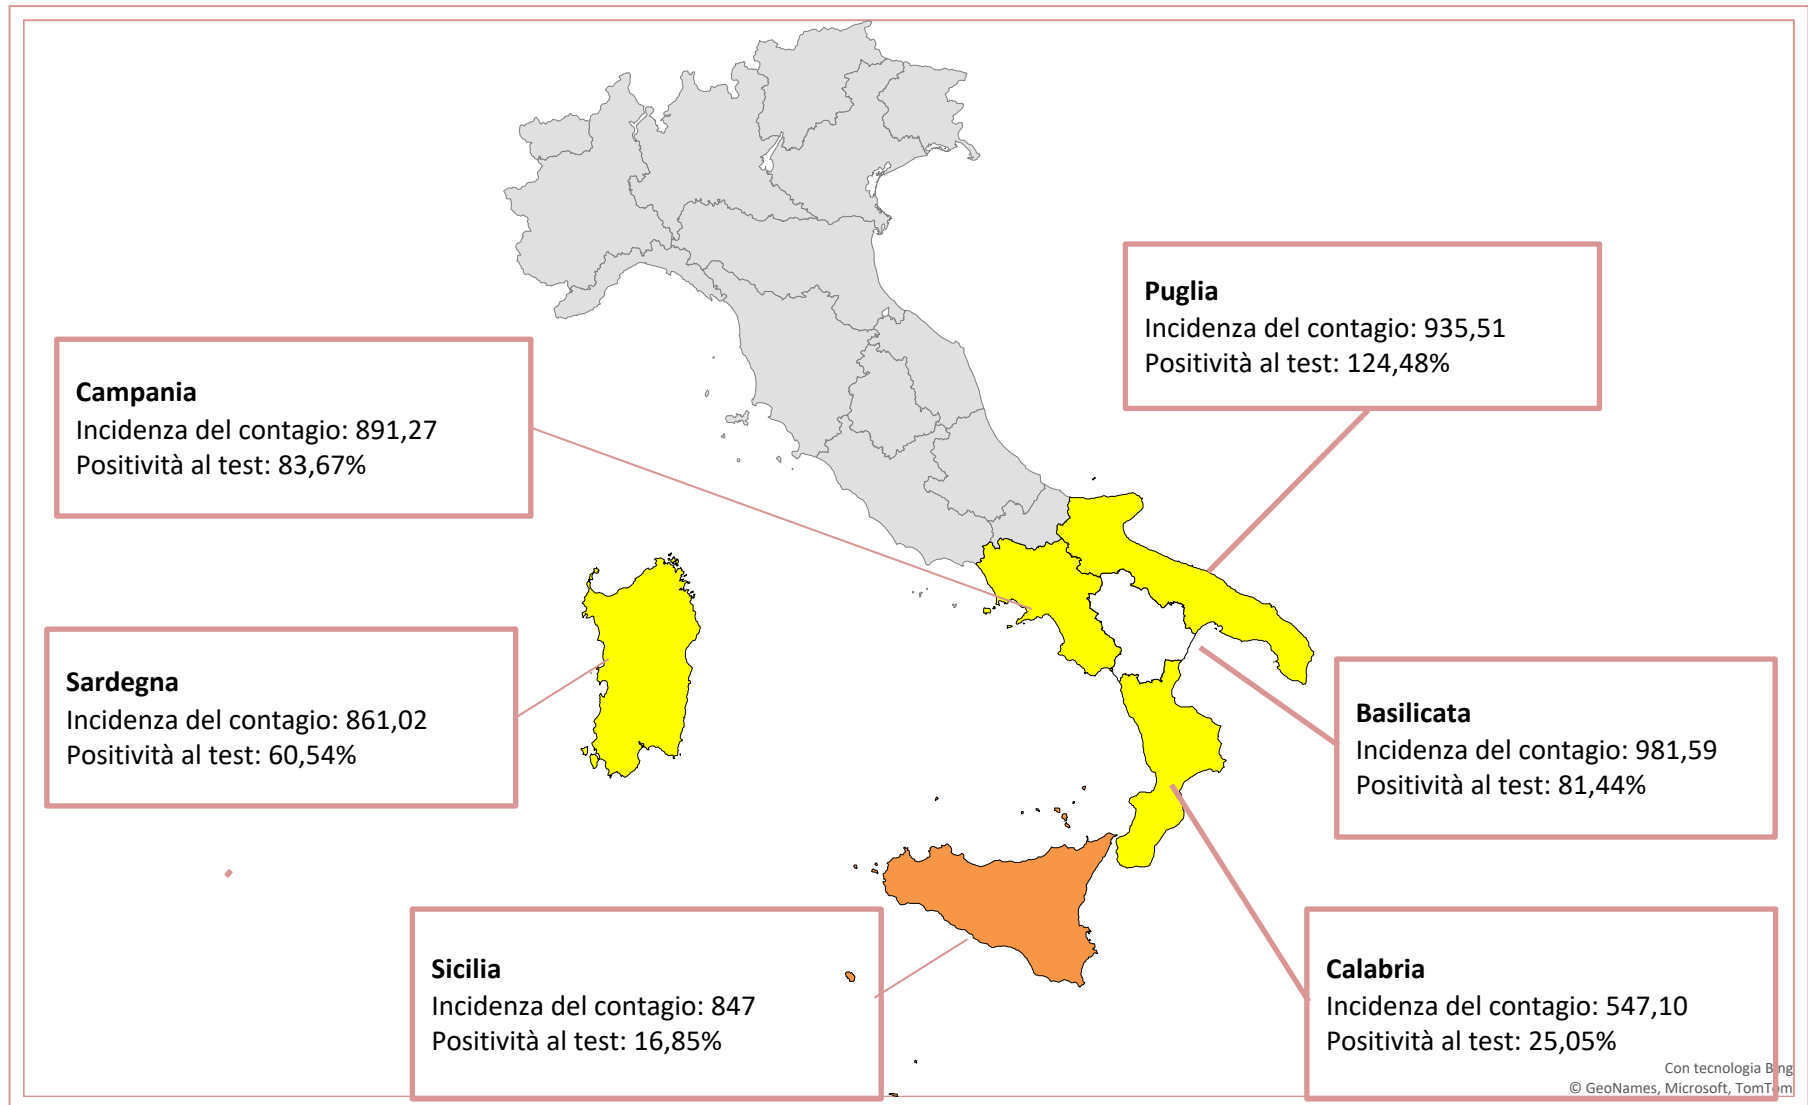 Puglia
Incidenza del contagio: 935,51
Positività al test: 124,48%
Campania
Incidenza del contagio: 891,27
Positività al test: 83,67%
Sardegna
Incidenza del contagio: 861,02
Positività al test: 60,54%
Basilicata
Incidenza del contagio: 981,59
Positività al test: 81,44%
Sicilia
Incidenza del contagio: 847
Positività al test: 16,85%
Calabria
Incidenza del contagio: 547,10
Positività al test: 25,05%
Con tecnologia Bing
© GeoNames, Microsoft, TomTom